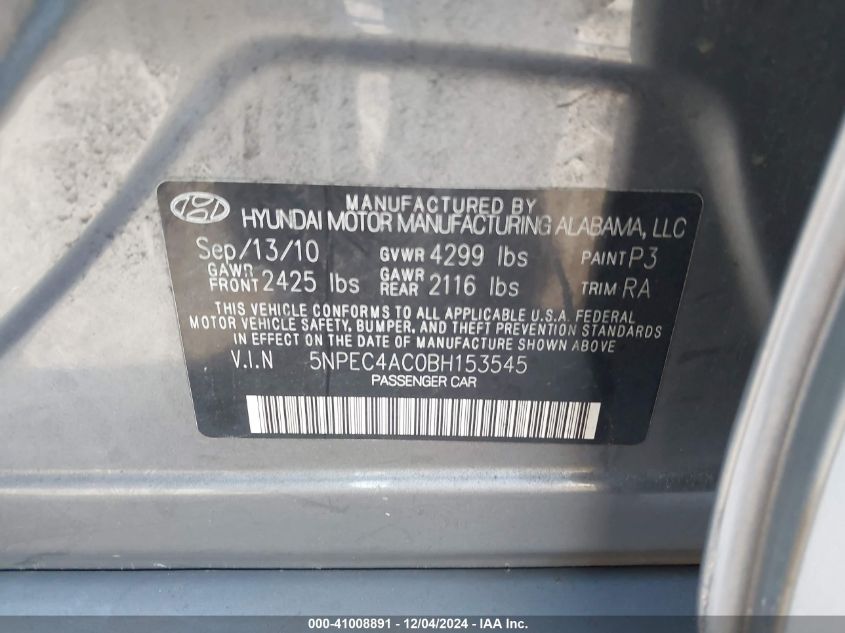 MANUFACTURED BY
HYUNDAI MOTOR MANUFACTURING ALABAMA, LLC
Sep/13/10 GVWR 4299 lbs PAINT P3
GAWR FRONT 2425 lbs GAWR REAR 2116 lbs TRIM RA
THIS VEHICLE CONFORMS TO ALL APPLICABLE U.S.A. FEDERAL
MOTOR VEHICLE SAFETY, BUMPER, AND THEFT PREVENTION STANDARDS
IN EFFECT ON THE DATE OF MANUFACTURE SHOWN ABOVE.
V.I.N 5NPEC4AC0BH153545
PASSENGER CAR
000-41008891 - 12/04/2024 - 12/IAA, Inc.